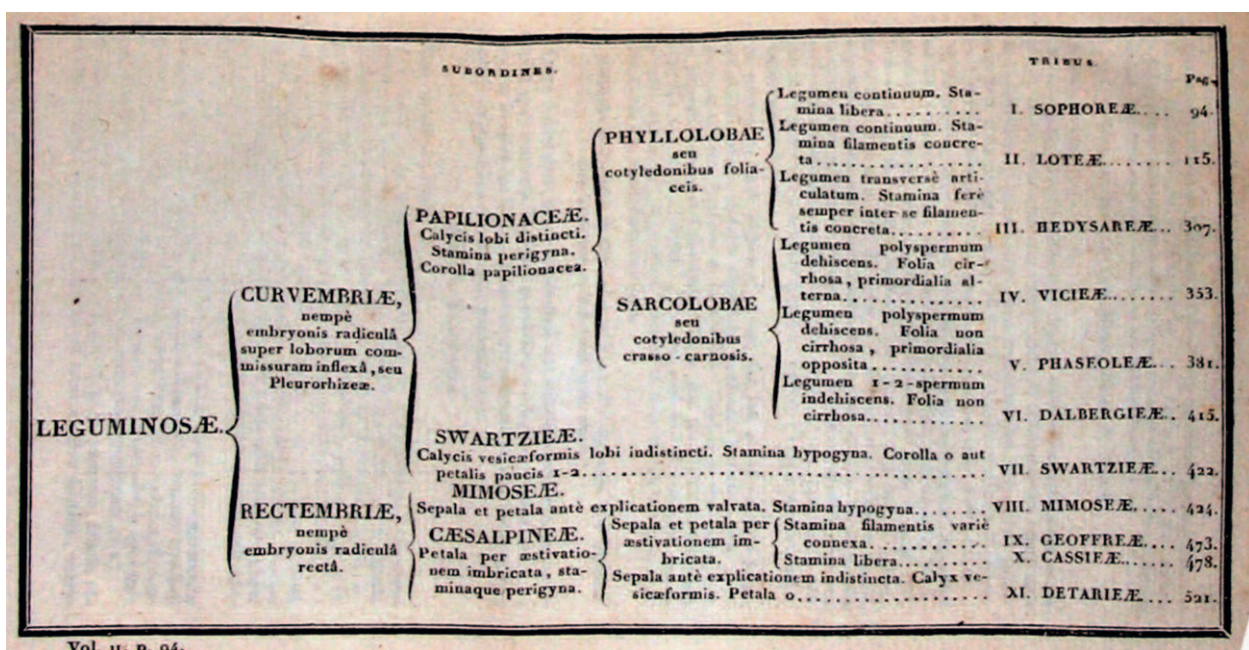 SUBORDINES.
TRIBUS.
Pag.
LEGUMINOSÆ.
CURVEMBRIÆ,
nempè
embryonis radiculâ
super loborum com-
missuram inflexâ, seu
Pleurorhizeæ.
PAPILIONACEÆ.
Calycis lobi distincti.
Stamina perigyna.
Corolla papilionacea.
PHYLLOLOBAE
seu
cotyledonibus folia-
ceis.
Legumen continuum. Sta-
mina libera.......... I. SOPHOREÆ.... 94.
Legumen continuum. Sta-
mina filamentis concre-
ta.................. II. LOTEÆ....... 115.
Legumen transversè arti-
culatum. Stamina ferè
semper inter se filamen-
tis concreta.......... III. HEDYSAREÆ... 307.
SARCOLOBAE
seu
cotyledonibus
crasso-carnosis.
Legumen polyspermum
dehiscens. Folia cir-
rhosa, primordialia al-
terna............. IV. VICIEÆ....... 353.
Legumen polyspermum
dehiscens. Folia non
cirrhosa, primordialia
opposita............ V. PHASEOLEÆ... 381.
Legumen 1-2-spermum
indehiscens. Folia non
cirrhosa............ VI. DALBERGIEÆ.. 415.
SWARTZIEÆ.
Calycis vesicæformis lobi indistincti. Stamina hypogyna. Corolla o aut
petalis paucis 1-2.................... VII. SWARTZIEÆ... 422.
RECTEMBRIÆ,
nempè
embryonis radiculâ
rectâ.
MIMOSEÆ.
Sepala et petala antè explicationem valvata. Stamina hypogyna....... VIII. MIMOSEÆ... 424.
CÆSALPINEÆ.
Petala per æstivatio-
nem imbricata, sta-
minaque perigyna.
Sepala et petala per
æstivationem im-
bricata.
Stamina filamentis variè
connexa............ IX. GEOFFREÆ.... 473.
Stamina libera......... X. CASSIEÆ...... 478.
Sepala antè explicationem indistincta. Calyx ve-
sicæformis. Petala o.................. XI. DETARIEÆ.... 521.
Vol. II. p. 94.